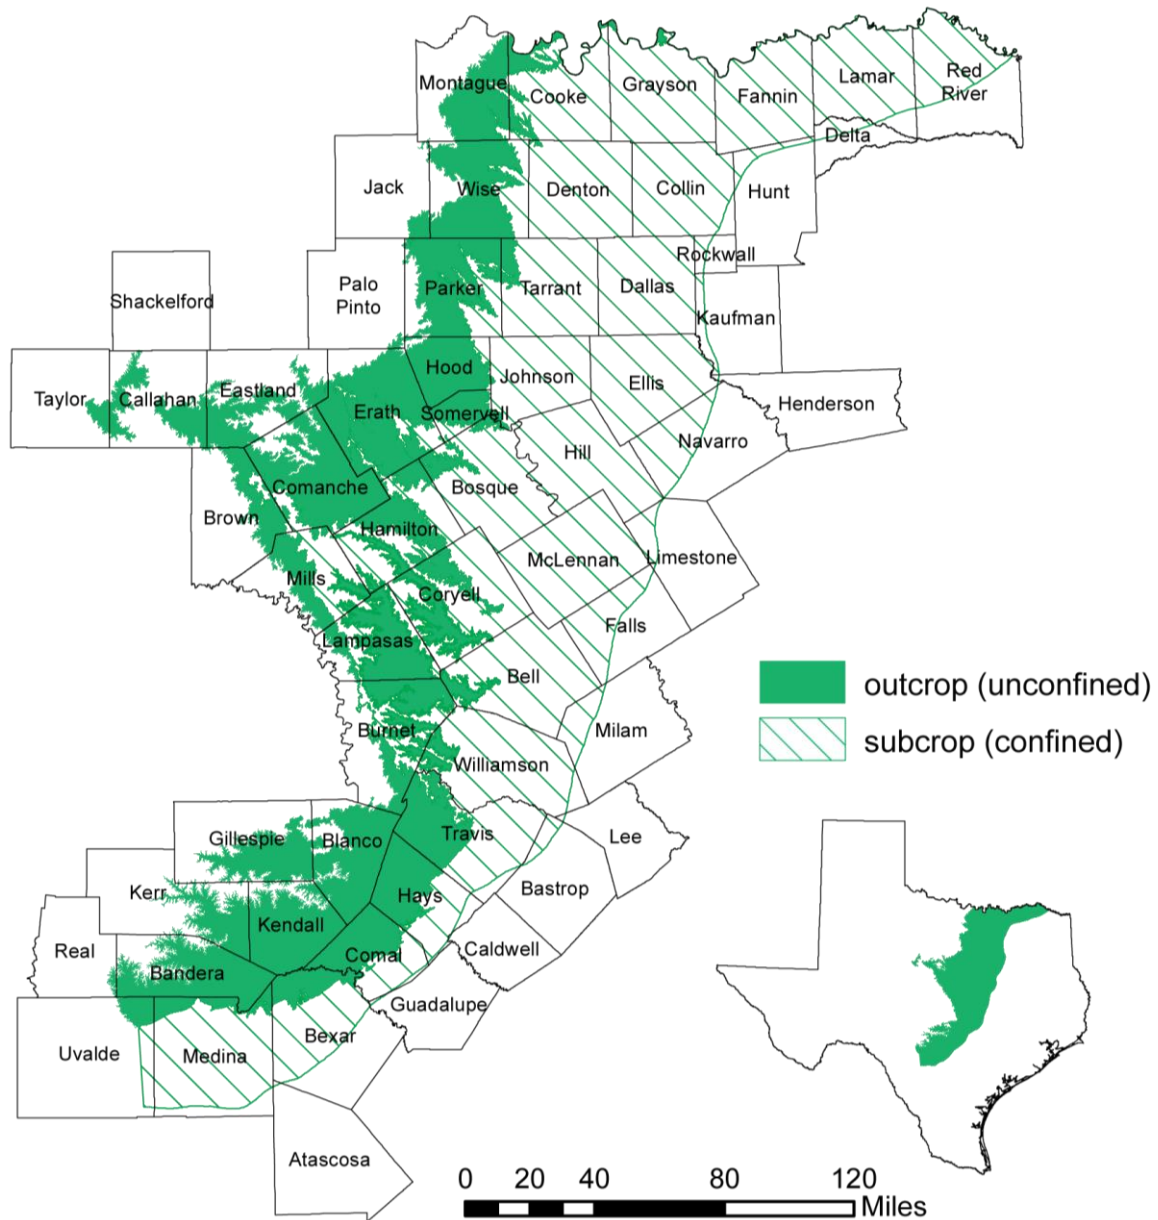 Montague
Cooke
Grayson
Fannin
Lamar
Red
River
Delta
Jack
Wise
Denton
Collin
Hunt
Rockwall
Shackelford
Palo
Pinto
Parker
Tarrant
Dallas
Kaufman
Taylor
Callahan
Eastland
Hood
Johnson
Ellis
Henderson
Erath
Somervell
Navarro
Hill
Comanche
Bosque
Brown
Hamilton
McLennan
Limestone
Mills
Coryell
Falls
Lampasas
Bell
outcrop (unconfined)
Burnet
Milam
subcrop (confined)
Williamson
Gillespie
Blanco
Travis
Lee
Kerr
Hays
Bastrop
Kendall
Real
Comal
Caldwell
Bandera
Guadalupe
Uvalde
Medina
Bexar
Atascosa
0 20 40 80 120
Miles